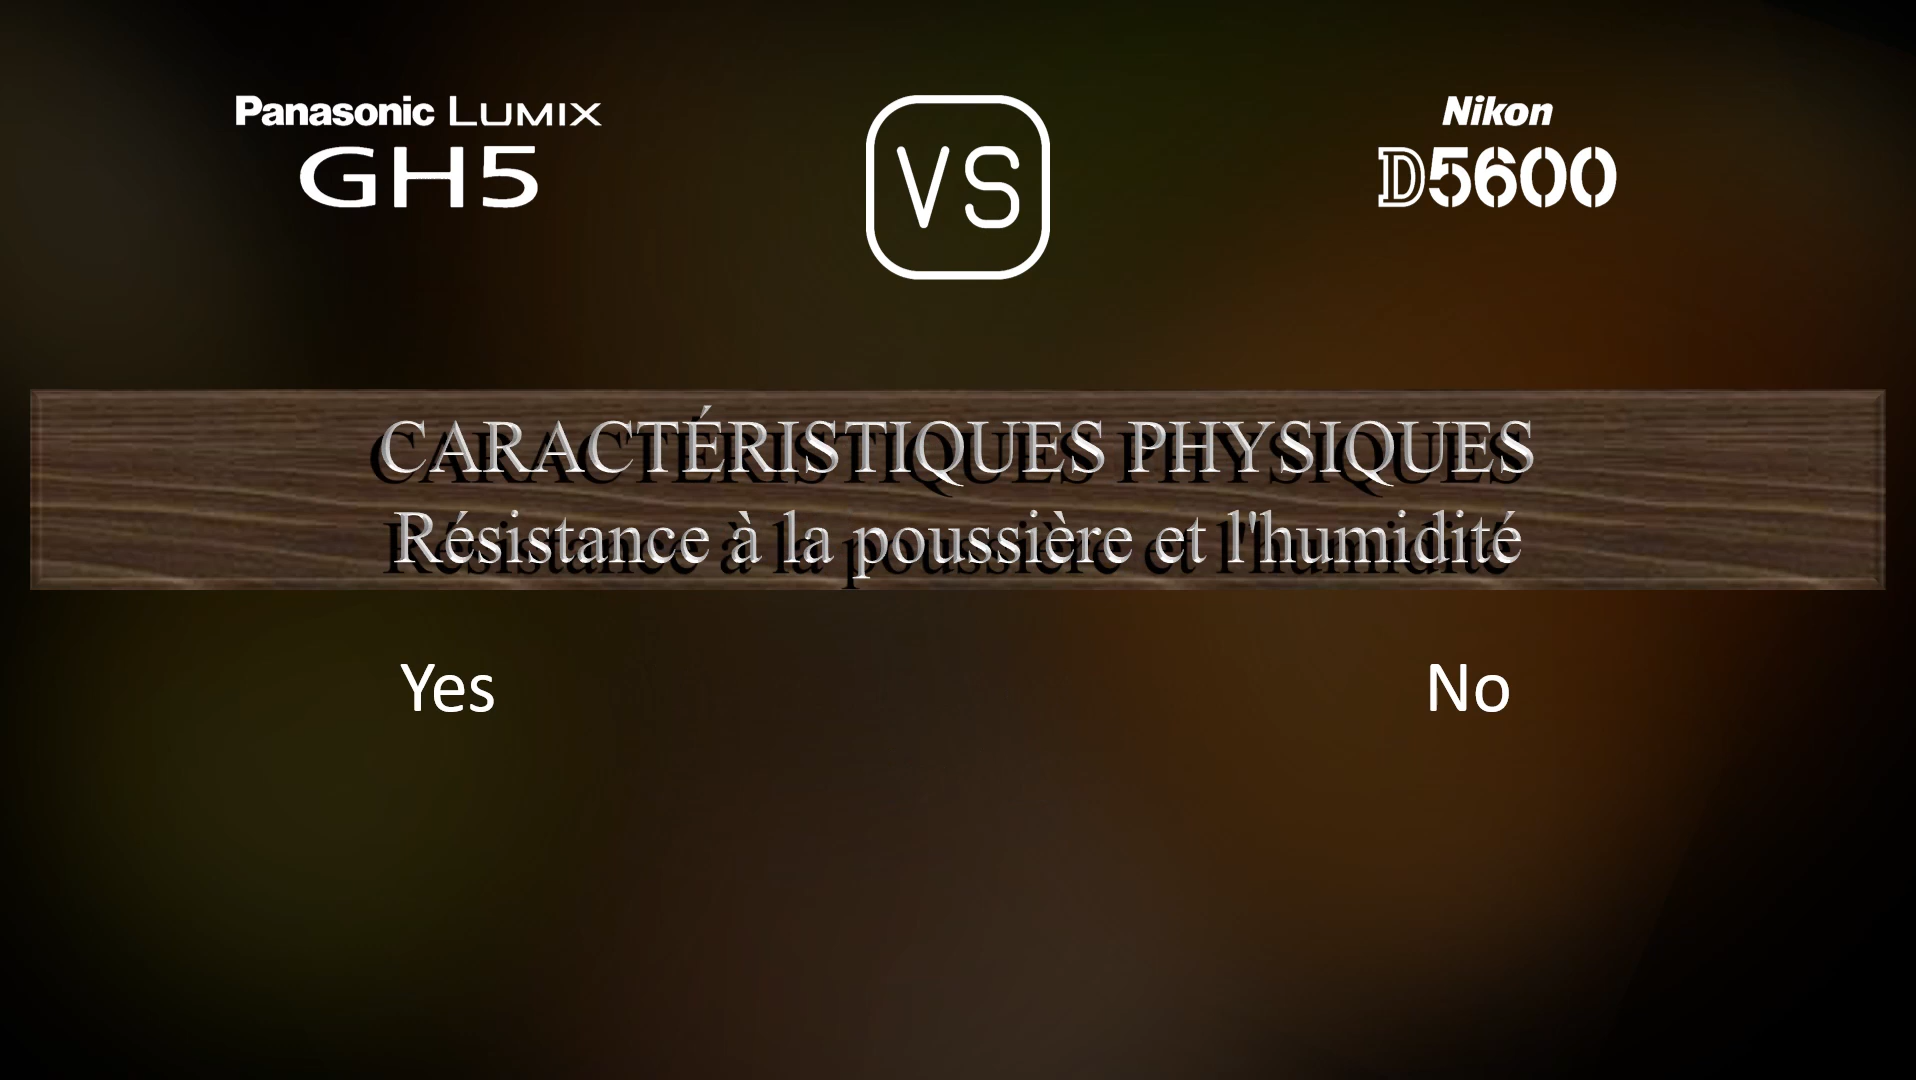 Panasonic LUMIX
GH5
VS
Nikon
D5600
CARACTÉRISTIQUES PHYSIQUES
Résistance à la poussière et l'humidité
Yes
No